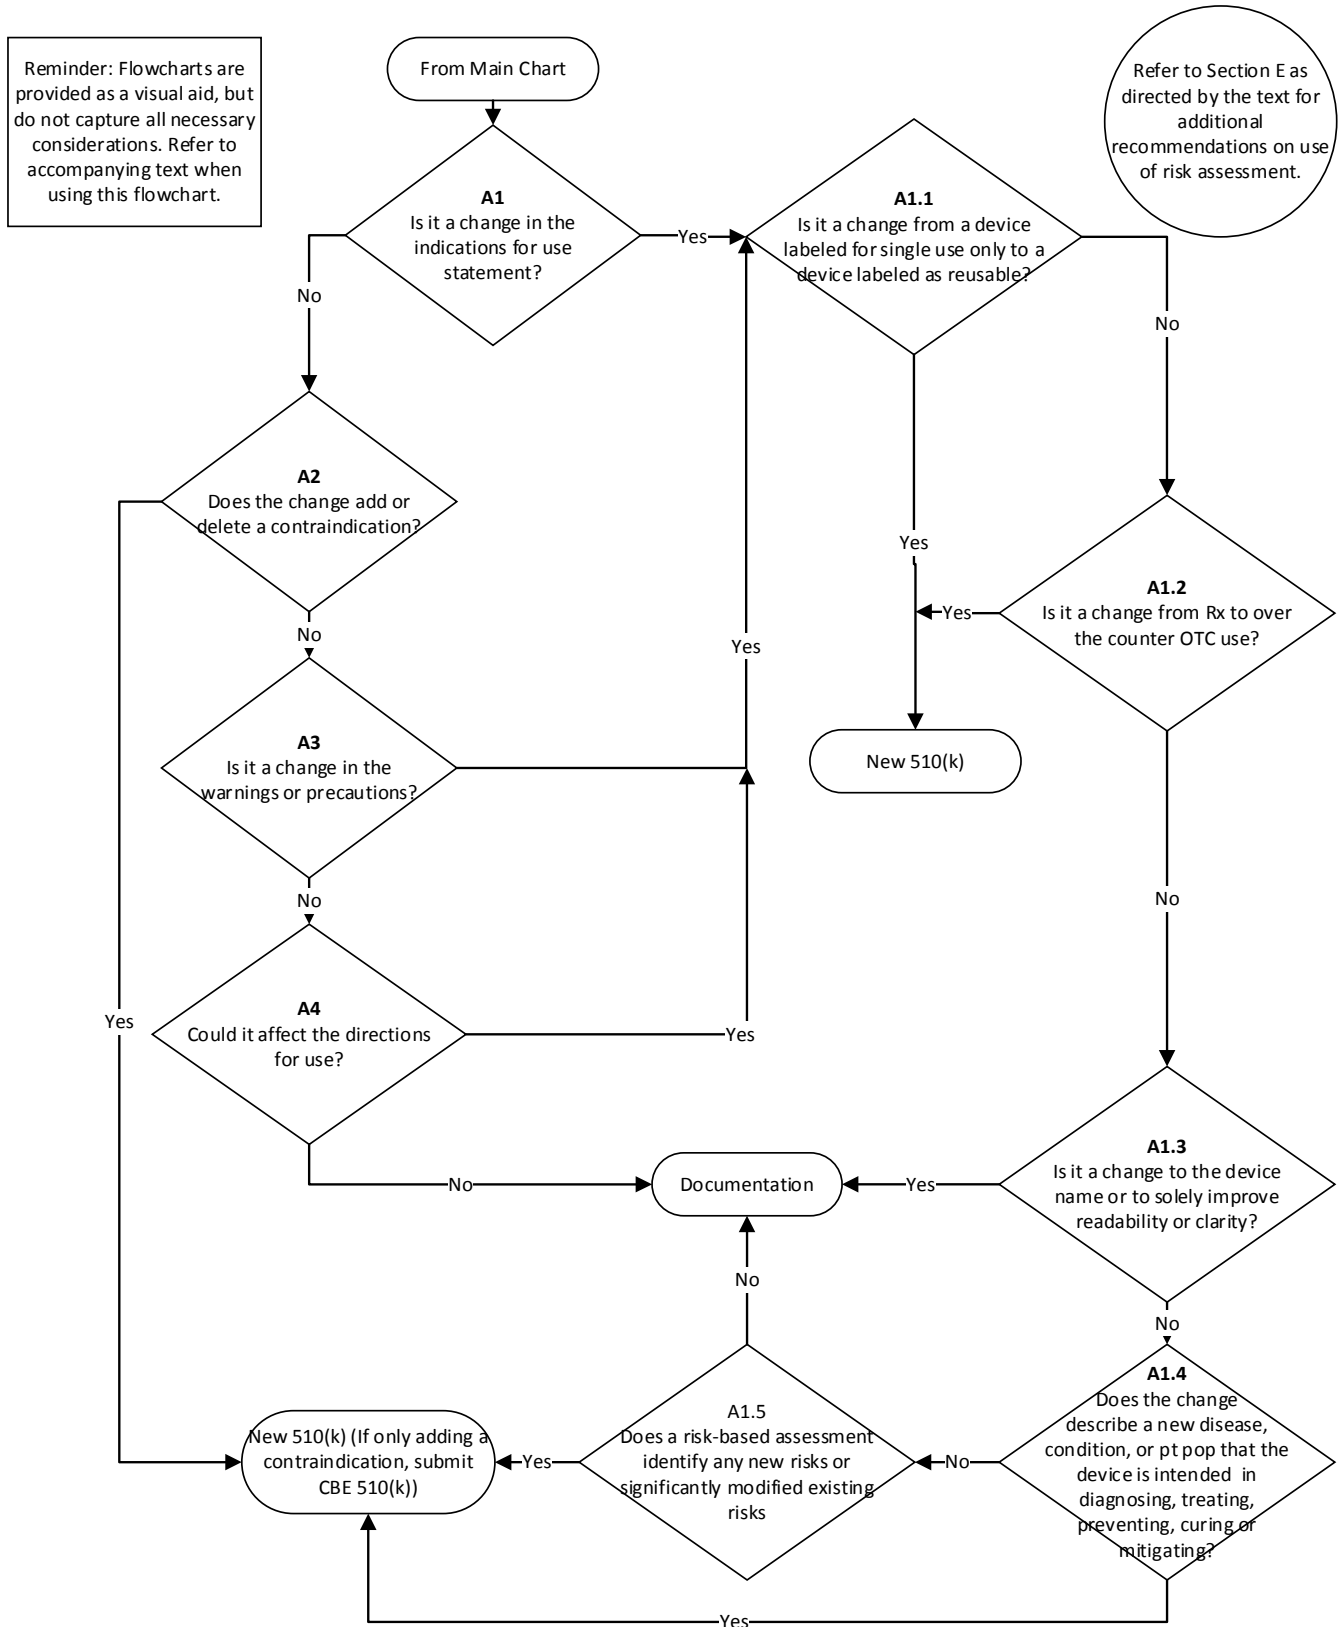 Reminder: Flowcharts are
provided as a visual aid, but
do not capture all necessary
considerations. Refer to
accompanying text when
using this flowchart.
From Main Chart
Refer to Section E as
directed by the text for
additional
recommendations on use
of risk assessment.
A1
Is it a change in the
indications for use
statement?
Yes
No
A1.1
Is it a change from a device
labeled for single use only to a
device labeled as reusable?
No
Yes
A2
Does the change add or
delete a contraindication?
Yes
No
A1.2
Is it a change from Rx to over
the counter OTC use?
Yes
No
New 510(k)
A3
Is it a change in the
warnings or precautions?
Yes
No
A4
Could it affect the directions
for use?
Yes
No
Documentation
A1.3
Is it a change to the device
name or to solely improve
readability or clarity?
Yes
No
A1.4
Does the change
describe a new disease,
condition, or pt pop that the
device is intended in
diagnosing, treating,
preventing, curing or
mitigating?
No
Yes
A1.5
Does a risk-based assessment
identify any new risks or
significantly modified existing
risks
No
Yes
New 510(k) (If only adding a
contraindication, submit
CBE 510(k))